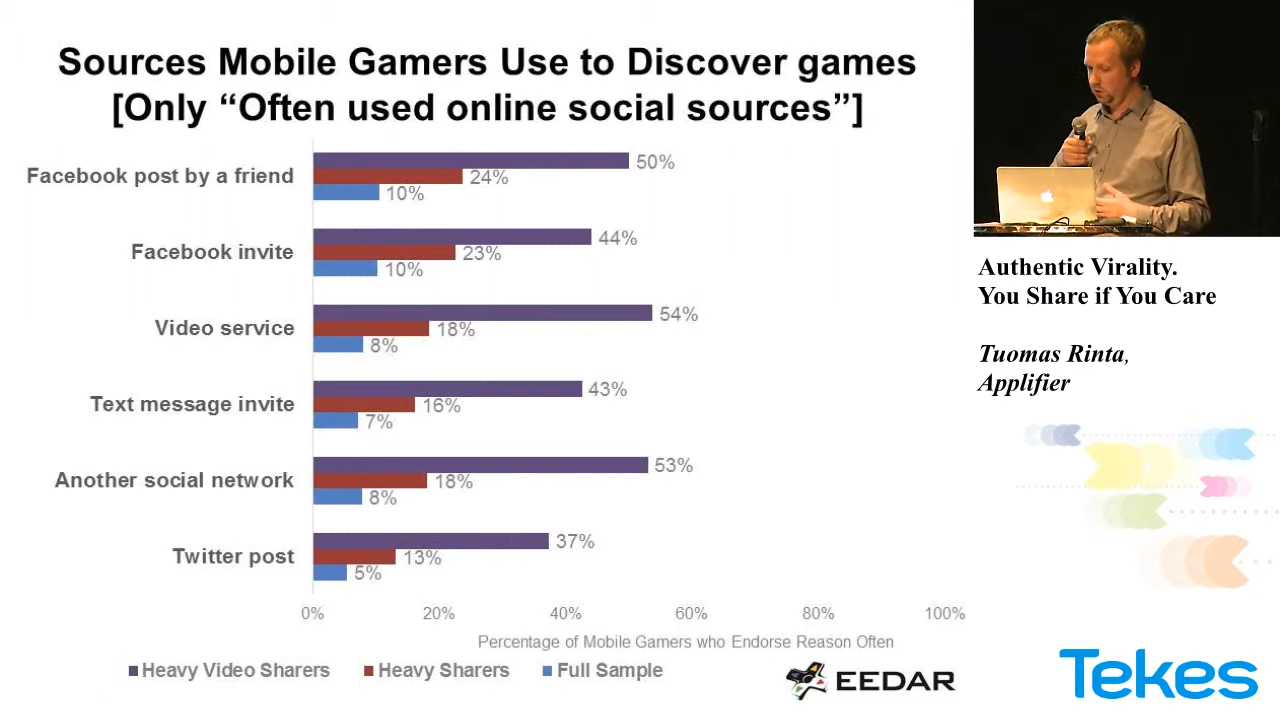 Sources Mobile Gamers Use to Discover games
[Only “Often used online social sources”]
Facebook post by a friend
50%
24%
10%
Facebook invite
44%
23%
10%
Video service
54%
18%
8%
Text message invite
43%
16%
7%
Another social network
53%
18%
8%
Twitter post
37%
13%
5%
0% 20% 40% 60% 80% 100%
Percentage of Mobile Gamers who Endorse Reason Often
Heavy Video Sharers Heavy Sharers Full Sample
EEDAR
Authentic Virality.
You Share if You Care
Tuomas Rinta,
Applifier
Tekes